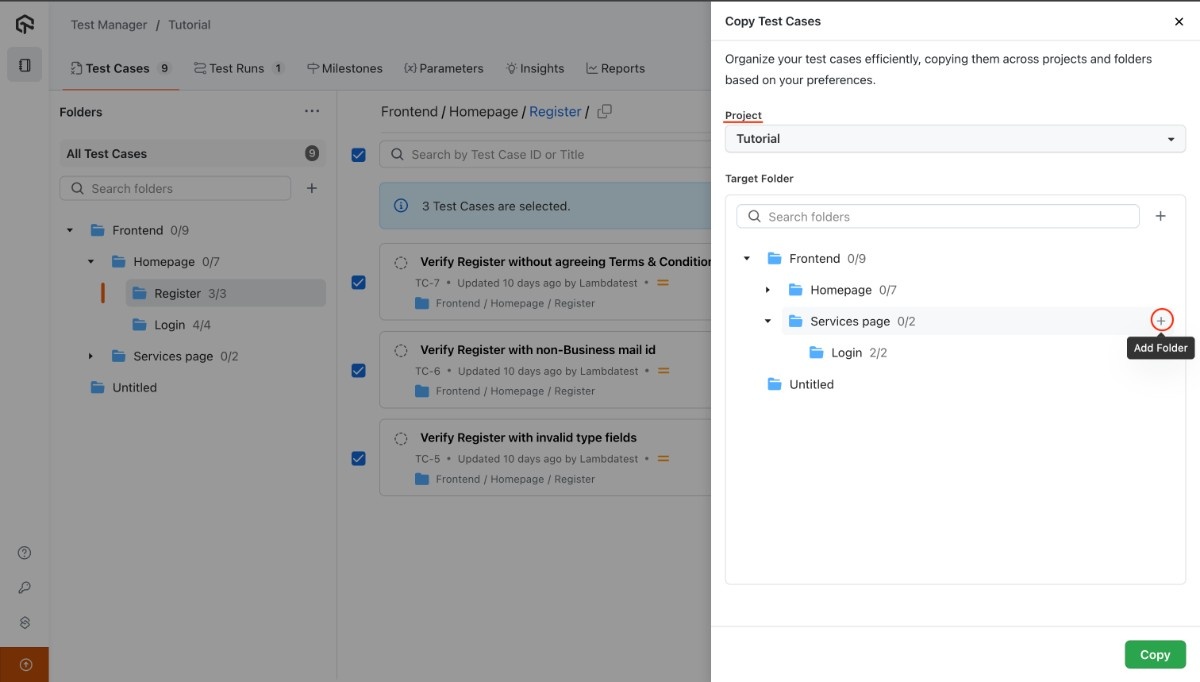 Test Manager / Tutorial
Test Cases 9
Test Runs 1
Milestones
Parameters
Insights
Reports
Folders
All Test Cases 9
Search folders
Frontend 0/9
Homepage 0/7
Register 3/3
Login 4/4
Services page 0/2
Untitled
Frontend / Homepage / Register /
Search by Test Case ID or Title
3 Test Cases are selected.
Verify Register without agreeing Terms & Condition
TC-7 • Updated 10 days ago by Lambdatest •
Frontend / Homepage / Register
Verify Register with non-Business mail id
TC-6 • Updated 10 days ago by Lambdatest •
Frontend / Homepage / Register
Verify Register with invalid type fields
TC-5 • Updated 10 days ago by Lambdatest •
Frontend / Homepage / Register
Copy Test Cases
Organize your test cases efficiently, copying them across projects and folders
based on your preferences.
Project
Tutorial
Target Folder
Search folders
Frontend 0/9
Homepage 0/7
Services page 0/2
Add Folder
Login 2/2
Untitled
Copy